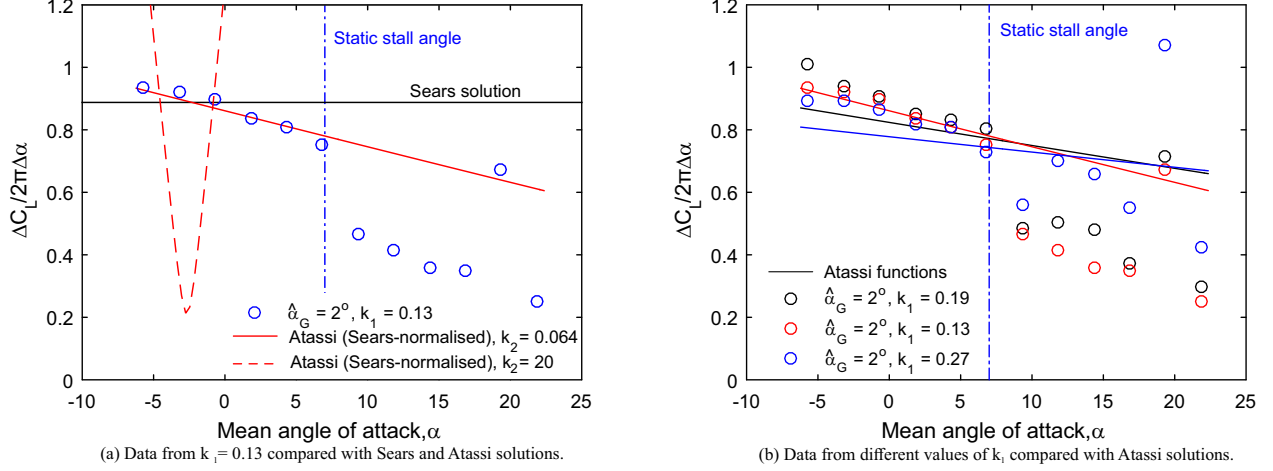 1.2
1
0.8
0.6
0.4
0.2
0
ΔC_L/2πΔα
Static stall angle
Sears solution
α̂_G = 2°, k_1 = 0.13
Atassi (Sears-normalised), k_2 = 0.064
Atassi (Sears-normalised), k_2 = 20
-10 -5 0 5 10 15 20 25
Mean angle of attack,α
(a) Data from k_1 = 0.13 compared with Sears and Atassi solutions.
1.2
1
0.8
0.6
0.4
0.2
0
ΔC_L/2πΔα
Static stall angle
Atassi functions
α̂_G = 2°, k_1 = 0.19
α̂_G = 2°, k_1 = 0.13
α̂_G = 2°, k_1 = 0.27
-10 -5 0 5 10 15 20 25
Mean angle of attack,α
(b) Data from different values of k_1 compared with Atassi solutions.